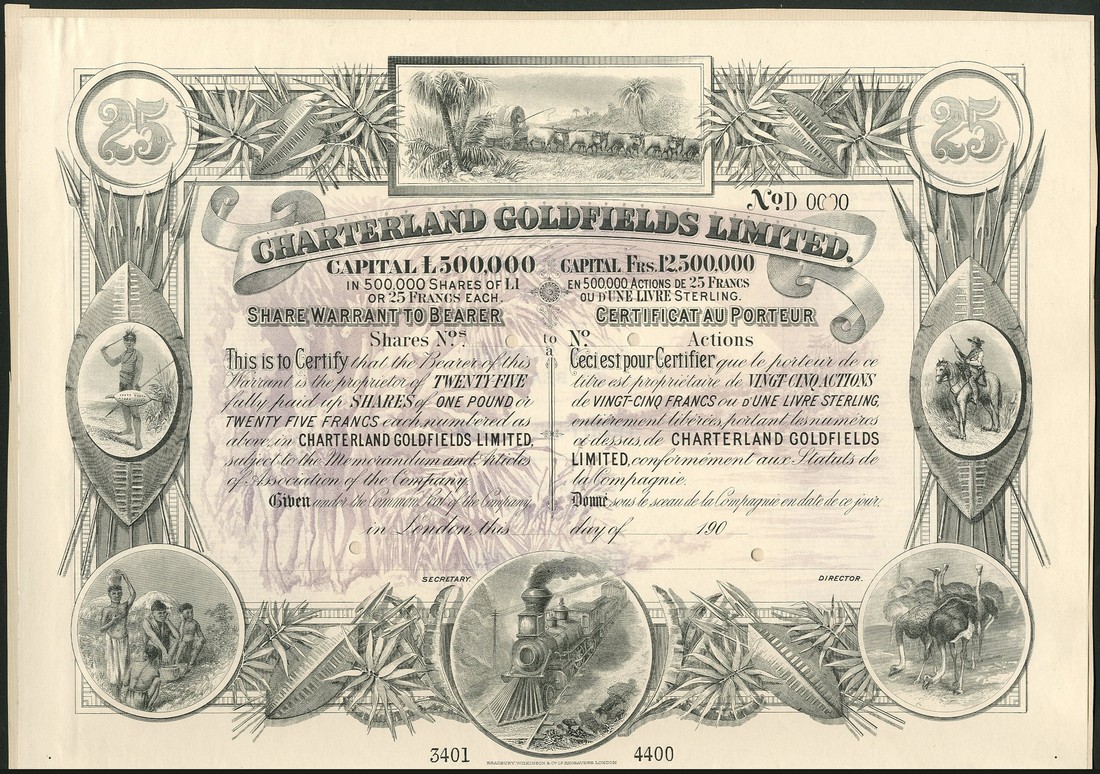 25
25
No D 0000
CHARTERLAND GOLDFIELDS LIMITED.
CAPITAL £500,000
IN 500,000 SHARES OF £1
OR 25 FRANCS EACH.
SHARE WARRANT TO BEARER
Shares Nos to
This is to Certify that the Bearer of this
Warrant is the proprietor of TWENTY-FIVE
fully paid up SHARES of ONE POUND or
TWENTY FIVE FRANCS each, numbered as
above, in CHARTERLAND GOLDFIELDS LIMITED,
subject to the Memorandum and Articles
of Association of the Company.
Given under the Common Seal of the Company,
CAPITAL FRS. 12,500,000
EN 500,000 ACTIONS DE 25 FRANCS
OU D'UNE LIVRE STERLING.
CERTIFICAT AU PORTEUR
No a Actions
Ceci est pour Certifier que le porteur de ce
titre est propriétaire de VINGT CINQ ACTIONS
de VINGT-CINQ FRANCS ou D'UNE LIVRE STERLING,
entièrement libérées, portant les numéros
ci-dessus, de CHARTERLAND GOLDFIELDS
LIMITED, conformément aux Statuts de
la Compagnie.
Donné sous le sceau de la Compagnie en date de ce jour.
in London, this day of 190
SECRETARY.
DIRECTOR.
3401 4400
BRADBURY, WILKINSON & Co LD ENGRAVERS, LONDON